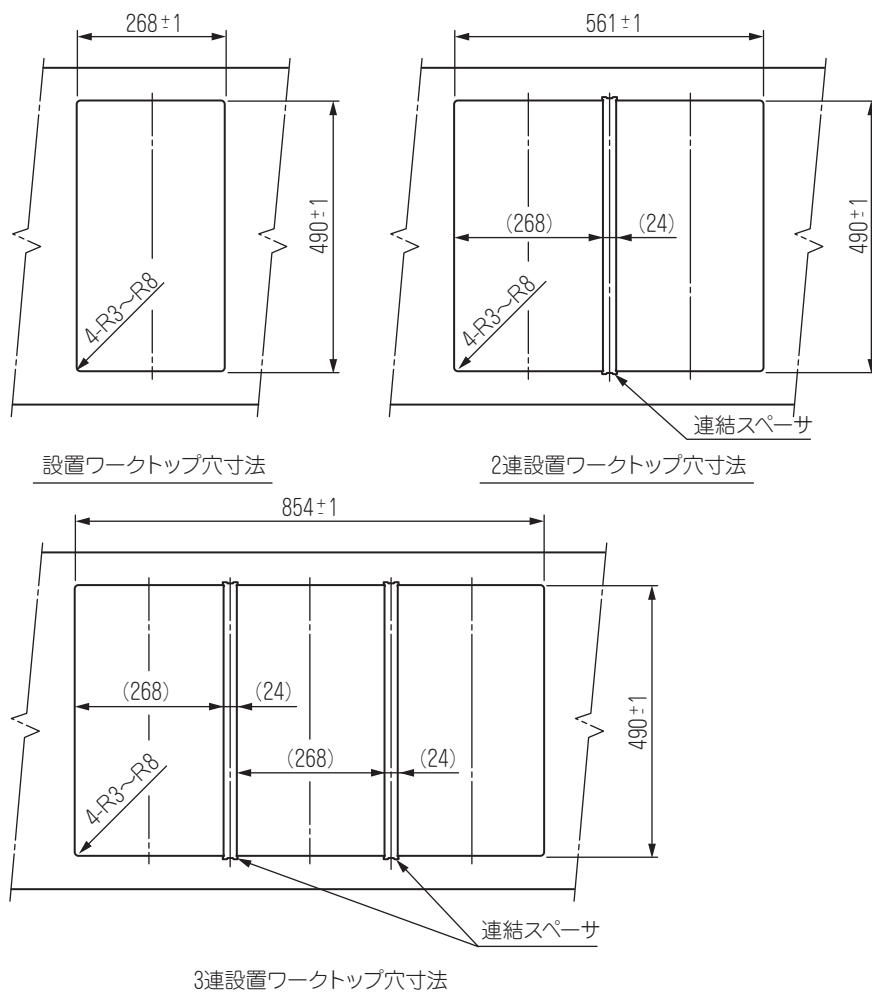 268±1
490±1
4-R3～R8
設置ワークトップ穴寸法
561±1
(268)
(24)
490±1
4-R3～R8
連結スペーサ
2連設置ワークトップ穴寸法
854±1
(268)
(24)
(268)
(24)
490±1
4-R3～R8
連結スペーサ
3連設置ワークトップ穴寸法